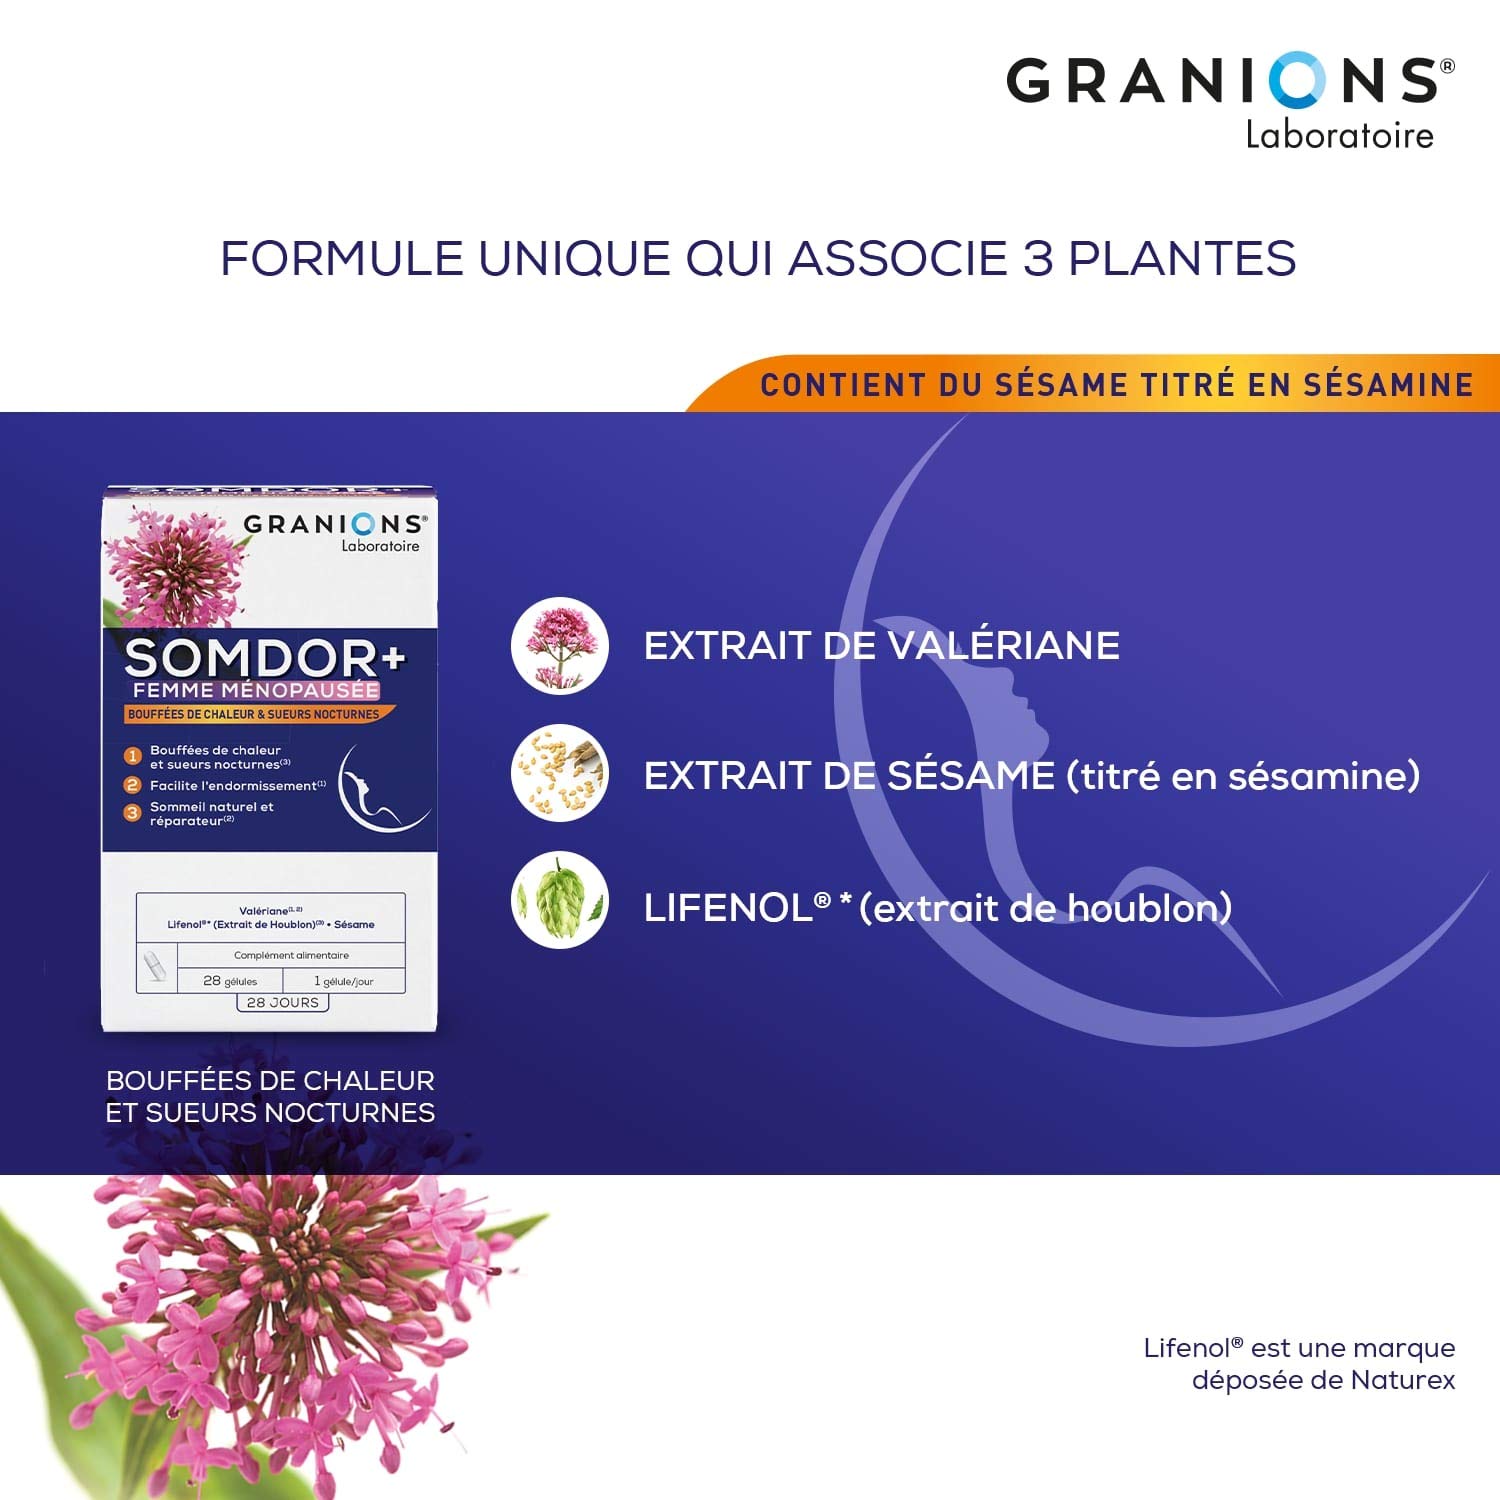 GRANIONS®
Laboratoire
FORMULE UNIQUE QUI ASSOCIE 3 PLANTES
CONTIENT DU SÉSAME TITRÉ EN SÉSAMINE
SOMDOR+
GRANIONS®
Laboratoire
SOMDOR+
FEMME MÉNOPAUSÉE
BOUFFÉES DE CHALEUR & SUEURS NOCTURNES
1 Bouffées de chaleur
et sueurs nocturnes(3)
2 Facilite l'endormissement(1)
3 Sommeil naturel et
réparateur(2)
Valériane(1, 2)
Lifenol®* (Extrait de Houblon)(3) • Sésame
Complément alimentaire
28 gélules 1 gélule/jour
28 JOURS
BOUFFÉES DE CHALEUR
ET SUEURS NOCTURNES
EXTRAIT DE VALÉRIANE
EXTRAIT DE SÉSAME (titré en sésamine)
LIFENOL® * (extrait de houblon)
Lifenol® est une marque
déposée de Naturex